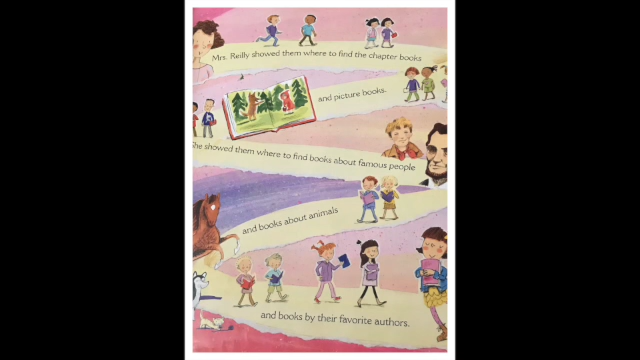 Mrs. Reilly showed them where to find the chapter books
and picture books.
She showed them where to find books about famous people
and books about animals
and books by their favorite authors.